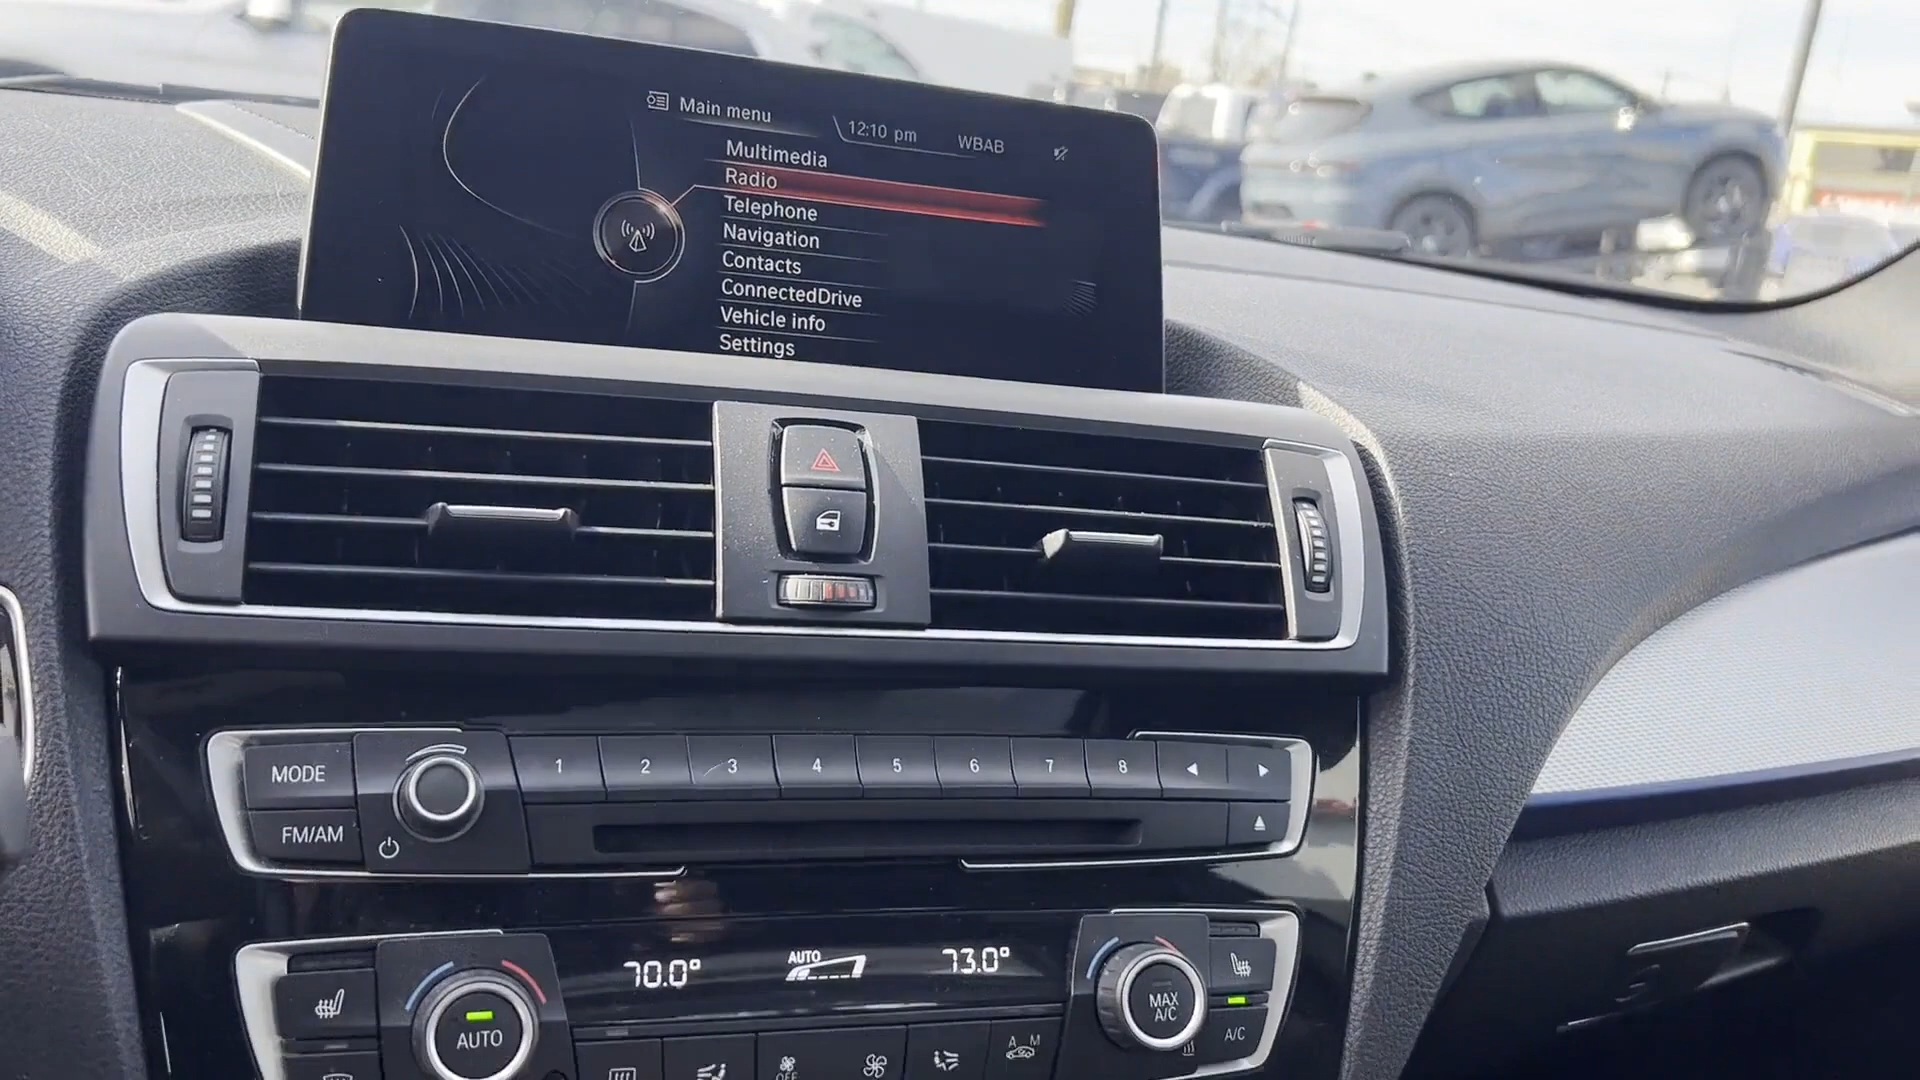 Main menu
12:10 pm
WBAB
Multimedia
Radio
Telephone
Navigation
Contacts
ConnectedDrive
Vehicle info
Settings
MODE
1 2 3 4 5 6 7 8
FM/AM
70.0°
AUTO
73.0°
AUTO
MAX
A/C
A/C
OFF
A M